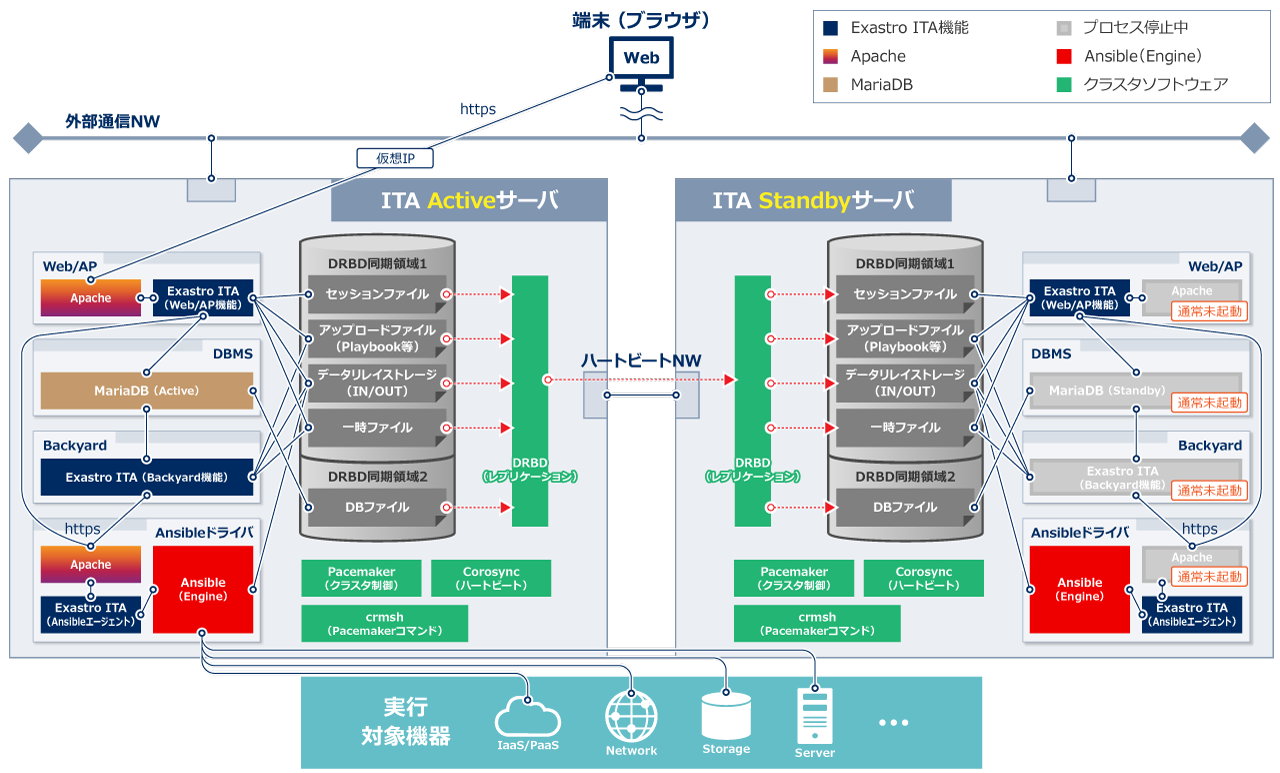 端末（ブラウザ）
Web
https
外部通信NW
仮想IP
Exastro ITA機能
Apache
MariaDB
プロセス停止中
Ansible（Engine）
クラスタソフトウェア
ITA Activeサーバ
Web/AP
Apache
Exastro ITA
（Web/AP機能）
DBMS
MariaDB（Active）
Backyard
Exastro ITA（Backyard機能）
https
Ansibleドライバ
Apache
Exastro ITA
（Ansibleエージェント）
Ansible
（Engine）
DRBD同期領域1
セッションファイル
アップロードファイル
（Playbook等）
データリレイストレージ
（IN/OUT）
一時ファイル
DRBD同期領域2
DBファイル
DRBD
（レプリケーション）
Pacemaker
（クラスタ制御）
Corosync
（ハートビート）
crmsh
（Pacemakerコマンド）
ハートビートNW
ITA Standbyサーバ
DRBD
（レプリケーション）
DRBD同期領域1
セッションファイル
アップロードファイル
（Playbook等）
データリレイストレージ
（IN/OUT）
一時ファイル
DRBD同期領域2
DBファイル
Pacemaker
（クラスタ制御）
Corosync
（ハートビート）
crmsh
（Pacemakerコマンド）
Web/AP
Exastro ITA
（Web/AP機能）
Apache
通常未起動
DBMS
MariaDB（Standby）
通常未起動
Backyard
Exastro ITA
（Backyard機能）
通常未起動
https
Ansibleドライバ
Ansible
（Engine）
Apache
通常未起動
Exastro ITA
（Ansibleエージェント）
実行
対象機器
IaaS/PaaS
Network
Storage
Server
…